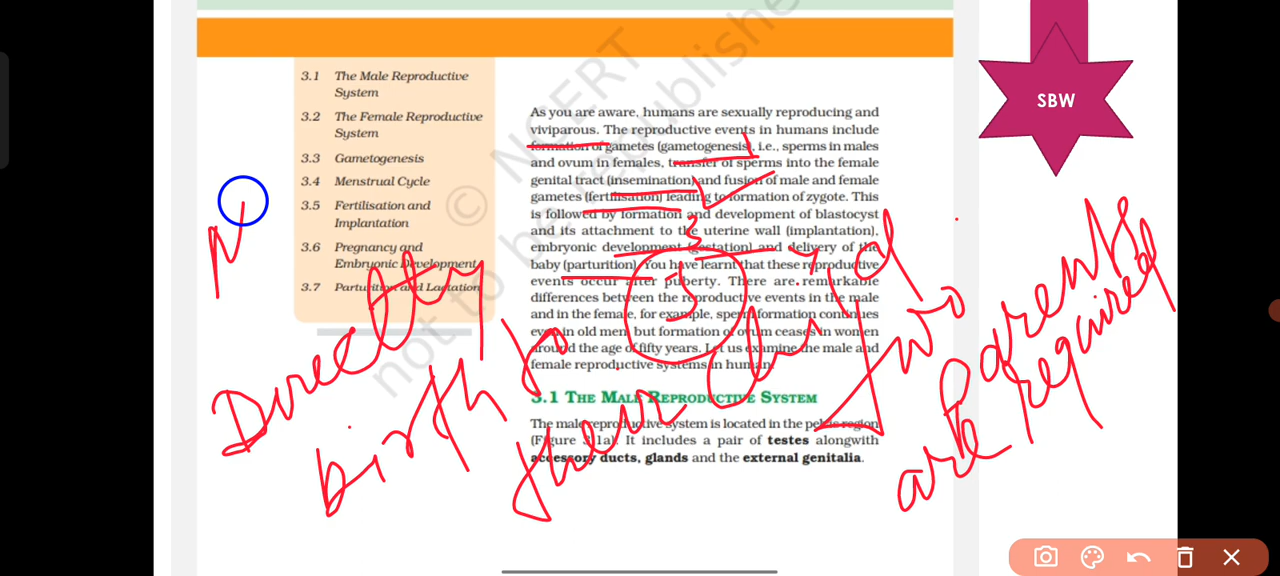 3.1 The Male Reproductive
System
3.2 The Female Reproductive
System
3.3 Gametogenesis
3.4 Menstrual Cycle
3.5 Fertilisation and
Implantation
3.6 Pregnancy and
Embryonic Development
3.7 Parturition and Lactation
As you are aware, humans are sexually reproducing and
viviparous. The reproductive events in humans include
formation of gametes (gametogenesis), i.e., sperms in males
and ovum in females, transfer of sperms into the female
genital tract (insemination) and fusion of male and female
gametes (fertilisation) leading to formation of zygote. This
is followed by formation and development of blastocyst
and its attachment to the uterine wall (implantation),
embryonic development (gestation) and delivery of the
baby (parturition). You have learnt that these reproductive
events occur after puberty. There are remarkable
differences between the reproductive events in the male
and in the female, for example, sperm formation continues
even in old men, but formation of ovum ceases in women
around the age of fifty years. Let us examine the male and
female reproductive systems in human.
3.1 The Male Reproductive System
The male reproductive system is located in the pelvis region
(Figure 3.1a). It includes a pair of testes alongwith
accessory ducts, glands and the external genitalia.
© NCERT
not to be republished
SBW
Directly
birth to
their
child
two
Parents
are required